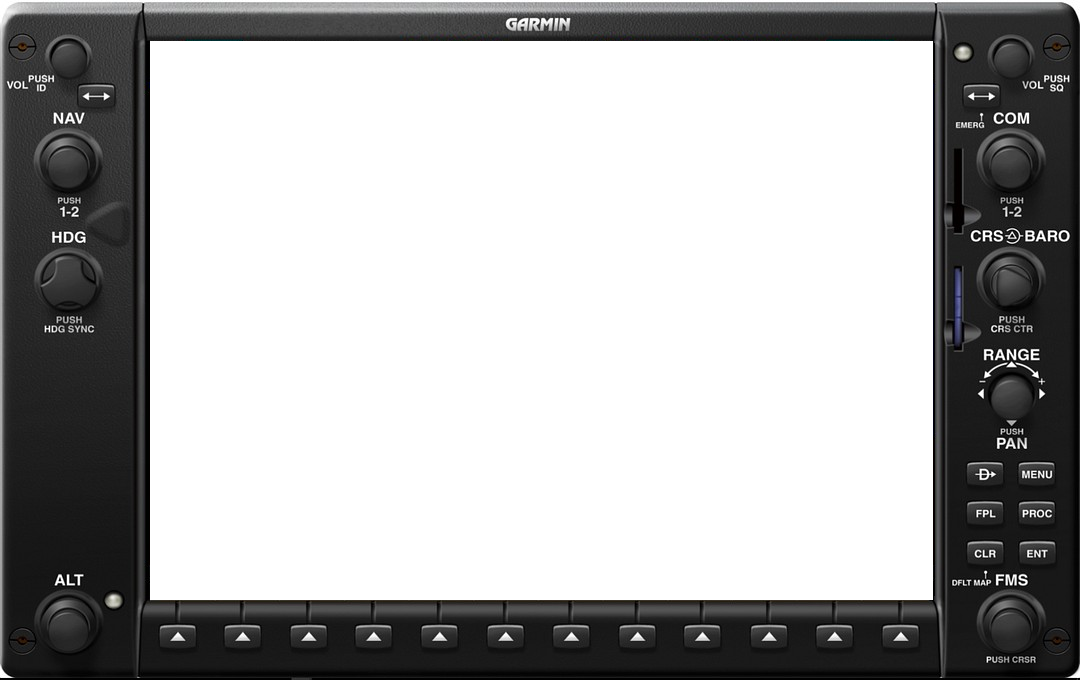 GARMIN
VOL PUSH
ID
NAV
PUSH
1-2
HDG
PUSH
HDG SYNC
ALT
VOL PUSH
SQ
EMERG COM
PUSH
1-2
CRS BARO
PUSH
CRS CTR
RANGE
- +
PUSH
PAN
D MENU
FPL PROC
CLR ENT
DFLT MAP FMS
PUSH CRSR